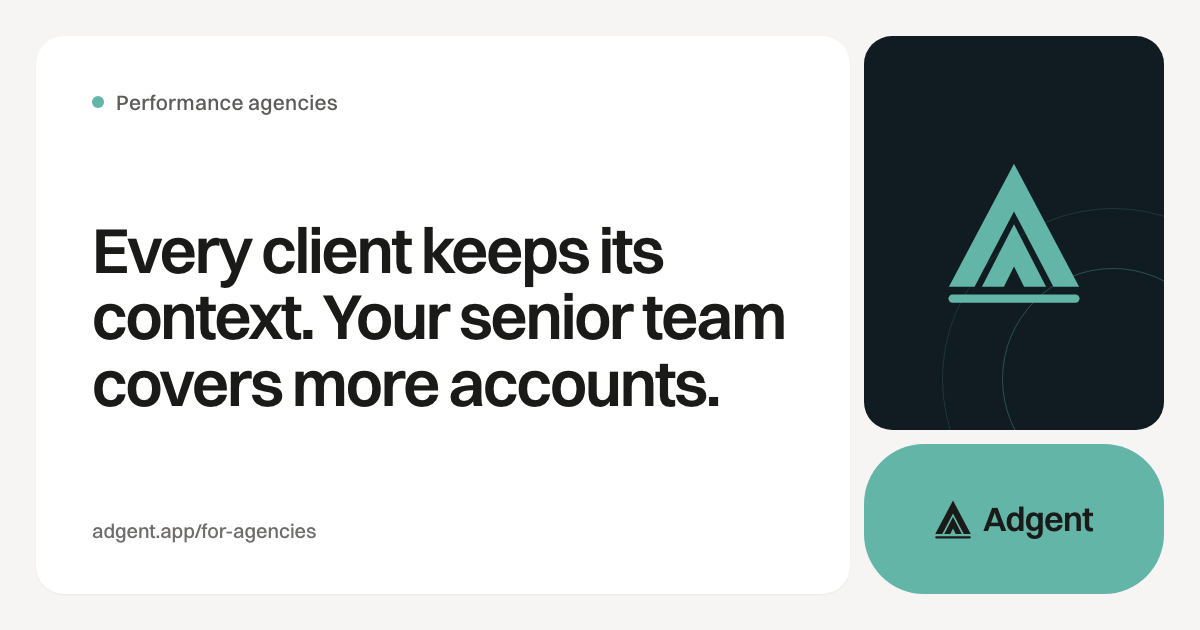 Performance agencies
Every client keeps its
context. Your senior team
covers more accounts.
adgent.app/for-agencies
Adgent